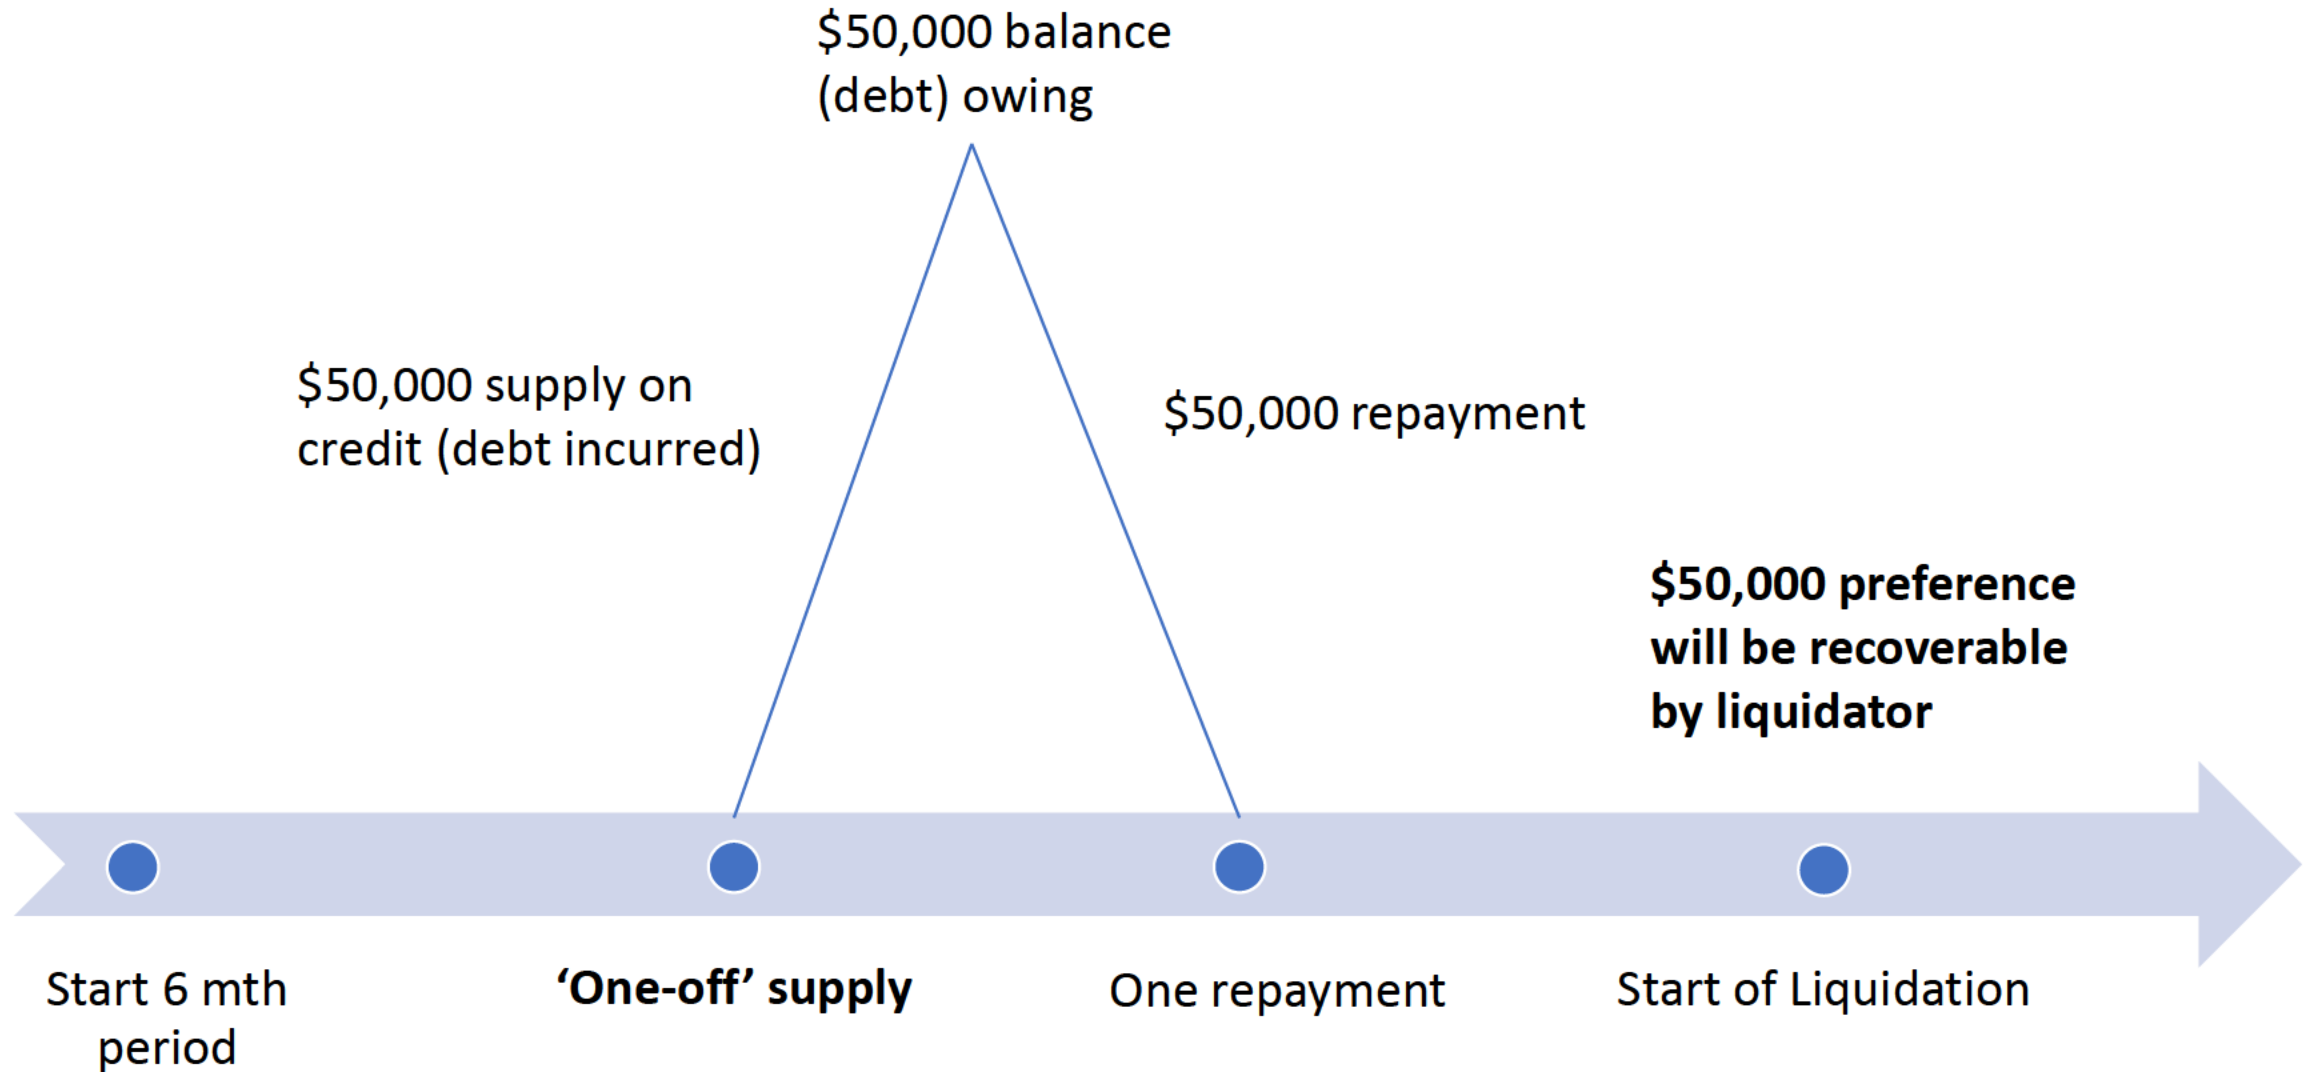 $50,000 balance
(debt) owing
$50,000 supply on
credit (debt incurred)
$50,000 repayment
$50,000 preference
will be recoverable
by liquidator
Start 6 mth
period
‘One-off’ supply
One repayment
Start of Liquidation